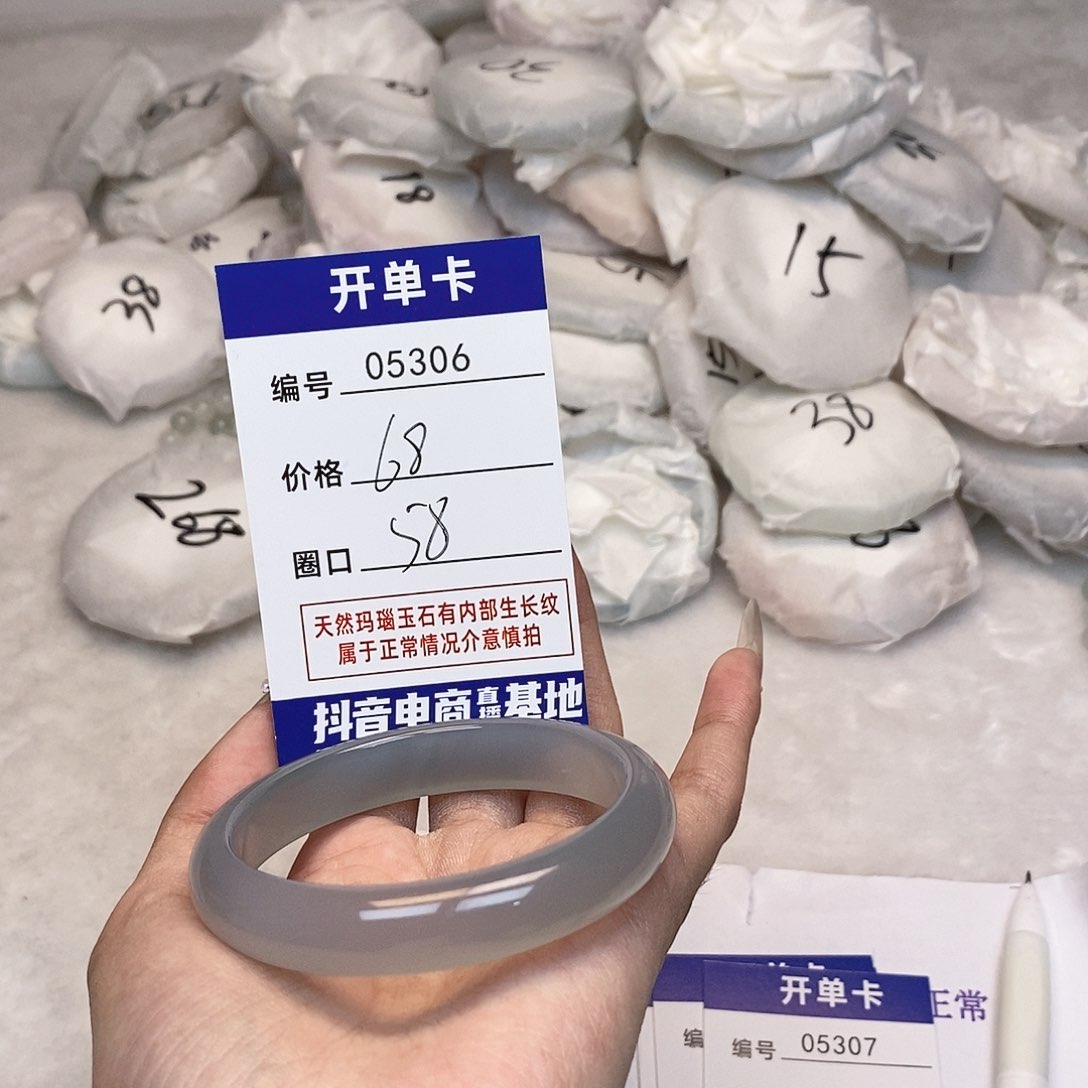 30
18
15
38
38
28
18
开单卡
编号 05306
价格 68
圈口 58
天然玛瑙玉石有内部生长纹
属于正常情况介意慎拍
抖音电商直播基地
正常
开单卡
编号 05307
编